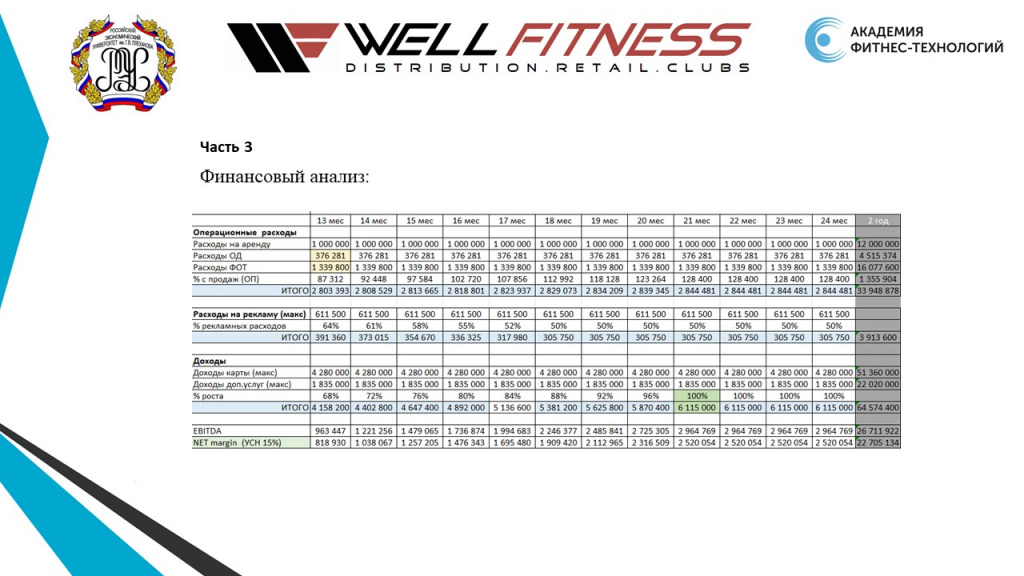 РОССИЙСКИЙ
ЭКОНОМИЧЕСКИЙ
УНИВЕРСИТЕТ им. Г.В. ПЛЕХАНОВА
WELL FITNESS
DISTRIBUTION.RETAIL.CLUBS
АКАДЕМИЯ
ФИТНЕС-ТЕХНОЛОГИЙ
Часть 3
Финансовый анализ:
13 мес 14 мес 15 мес 16 мес 17 мес 18 мес 19 мес 20 мес 21 мес 22 мес 23 мес 24 мес 2 год
Операционные расходы
Расходы на аренду 1 000 000 1 000 000 1 000 000 1 000 000 1 000 000 1 000 000 1 000 000 1 000 000 1 000 000 1 000 000 1 000 000 1 000 000 12 000 000
Расходы ОД 376 281 376 281 376 281 376 281 376 281 376 281 376 281 376 281 376 281 376 281 376 281 376 281 4 515 374
Расходы ФОТ 1 339 800 1 339 800 1 339 800 1 339 800 1 339 800 1 339 800 1 339 800 1 339 800 1 339 800 1 339 800 1 339 800 1 339 800 16 077 600
% с продаж (ОП) 87 312 92 448 97 584 102 720 107 856 112 992 118 128 123 264 128 400 128 400 128 400 128 400 1 355 904
ИТОГО 2 803 393 2 808 529 2 813 665 2 818 801 2 823 937 2 829 073 2 834 209 2 839 345 2 844 481 2 844 481 2 844 481 2 844 481 33 948 878
Расходы на рекламу (макс) 611 500 611 500 611 500 611 500 611 500 611 500 611 500 611 500 611 500 611 500 611 500 611 500
% рекламных расходов 64% 61% 58% 55% 52% 50% 50% 50% 50% 50% 50% 50%
ИТОГО 391 360 373 015 354 670 336 325 317 980 305 750 305 750 305 750 305 750 305 750 305 750 305 750 3 913 600
Доходы
Доходы карты (макс) 4 280 000 4 280 000 4 280 000 4 280 000 4 280 000 4 280 000 4 280 000 4 280 000 4 280 000 4 280 000 4 280 000 4 280 000 51 360 000
Доходы доп.услуг (макс) 1 835 000 1 835 000 1 835 000 1 835 000 1 835 000 1 835 000 1 835 000 1 835 000 1 835 000 1 835 000 1 835 000 1 835 000 22 020 000
% роста 68% 72% 76% 80% 84% 88% 92% 96% 100% 100% 100% 100%
ИТОГО 4 158 200 4 402 800 4 647 400 4 892 000 5 136 600 5 381 200 5 625 800 5 870 400 6 115 000 6 115 000 6 115 000 6 115 000 64 574 400
EBITDA 963 447 1 221 256 1 479 065 1 736 874 1 994 683 2 246 377 2 485 841 2 725 305 2 964 769 2 964 769 2 964 769 2 964 769 26 711 922
NET margin (УСН 15%) 818 930 1 038 067 1 257 205 1 476 343 1 695 480 1 909 420 2 112 965 2 316 509 2 520 054 2 520 054 2 520 054 2 520 054 22 705 134